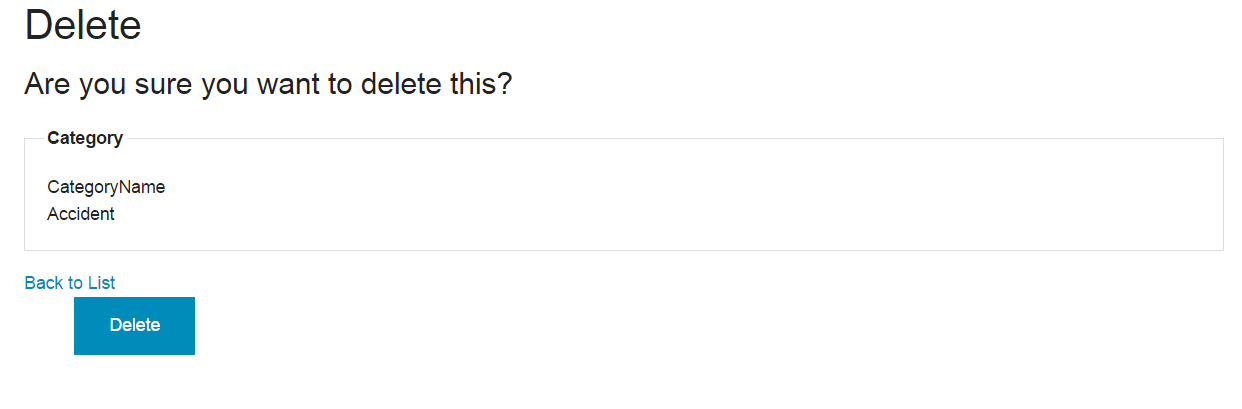 Delete
Are you sure you want to delete this?
Category
CategoryName
Accident
Back to List
Delete